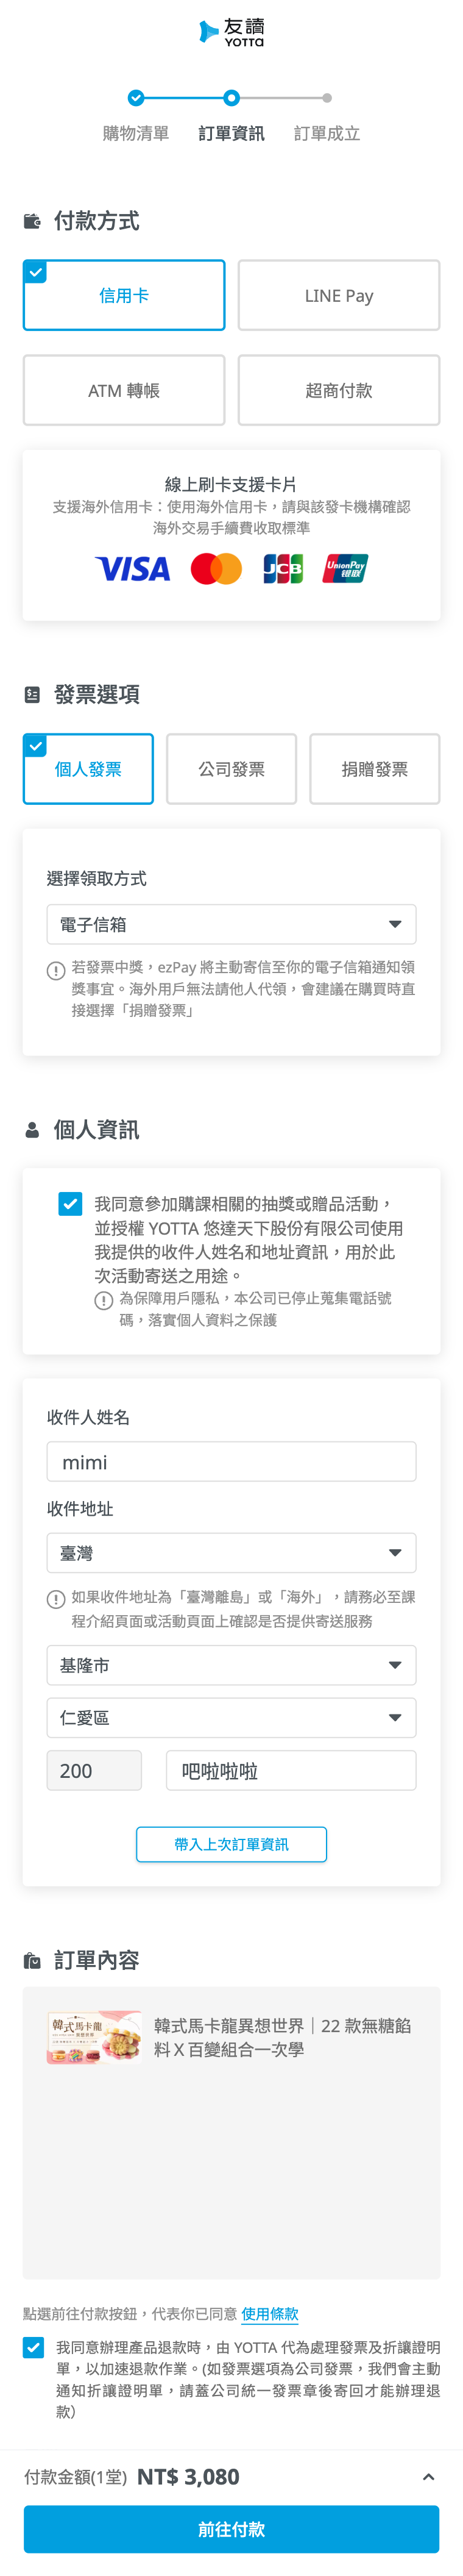 友讀
YOTTA
購物清單 訂單資訊 訂單成立
付款方式
信用卡 LINE Pay
ATM 轉帳 超商付款
線上刷卡支援卡片
支援海外信用卡：使用海外信用卡，請與該發卡機構確認
海外交易手續費收取標準
VISA JCB UnionPay 银联
發票選項
個人發票 公司發票 捐贈發票
選擇領取方式
電子信箱
若發票中獎，ezPay 將主動寄信至你的電子信箱通知領
獎事宜。海外用戶無法請他人代領，會建議在購買時直
接選擇「捐贈發票」
個人資訊
我同意參加購課相關的抽獎或贈品活動，
並授權 YOTTA 悠達天下股份有限公司使用
我提供的收件人姓名和地址資訊，用於此
次活動寄送之用途。
為保障用戶隱私，本公司已停止蒐集電話號
碼，落實個人資料之保護
收件人姓名
mimi
收件地址
臺灣
如果收件地址為「臺灣離島」或「海外」，請務必至課
程介紹頁面或活動頁面上確認是否提供寄送服務
基隆市
仁愛區
200 吧啦啦啦
帶入上次訂單資訊
訂單內容
韓式馬卡龍
異想世界
韓式馬卡龍異想世界｜22 款無糖餡
料 X 百變組合一次學
點選前往付款按鈕，代表你已同意 使用條款
我同意辦理產品退款時，由 YOTTA 代為處理發票及折讓證明
單，以加速退款作業。(如發票選項為公司發票，我們會主動
通知折讓證明單，請蓋公司統一發票章後寄回才能辦理退
款)
付款金額(1堂) NT$ 3,080
前往付款